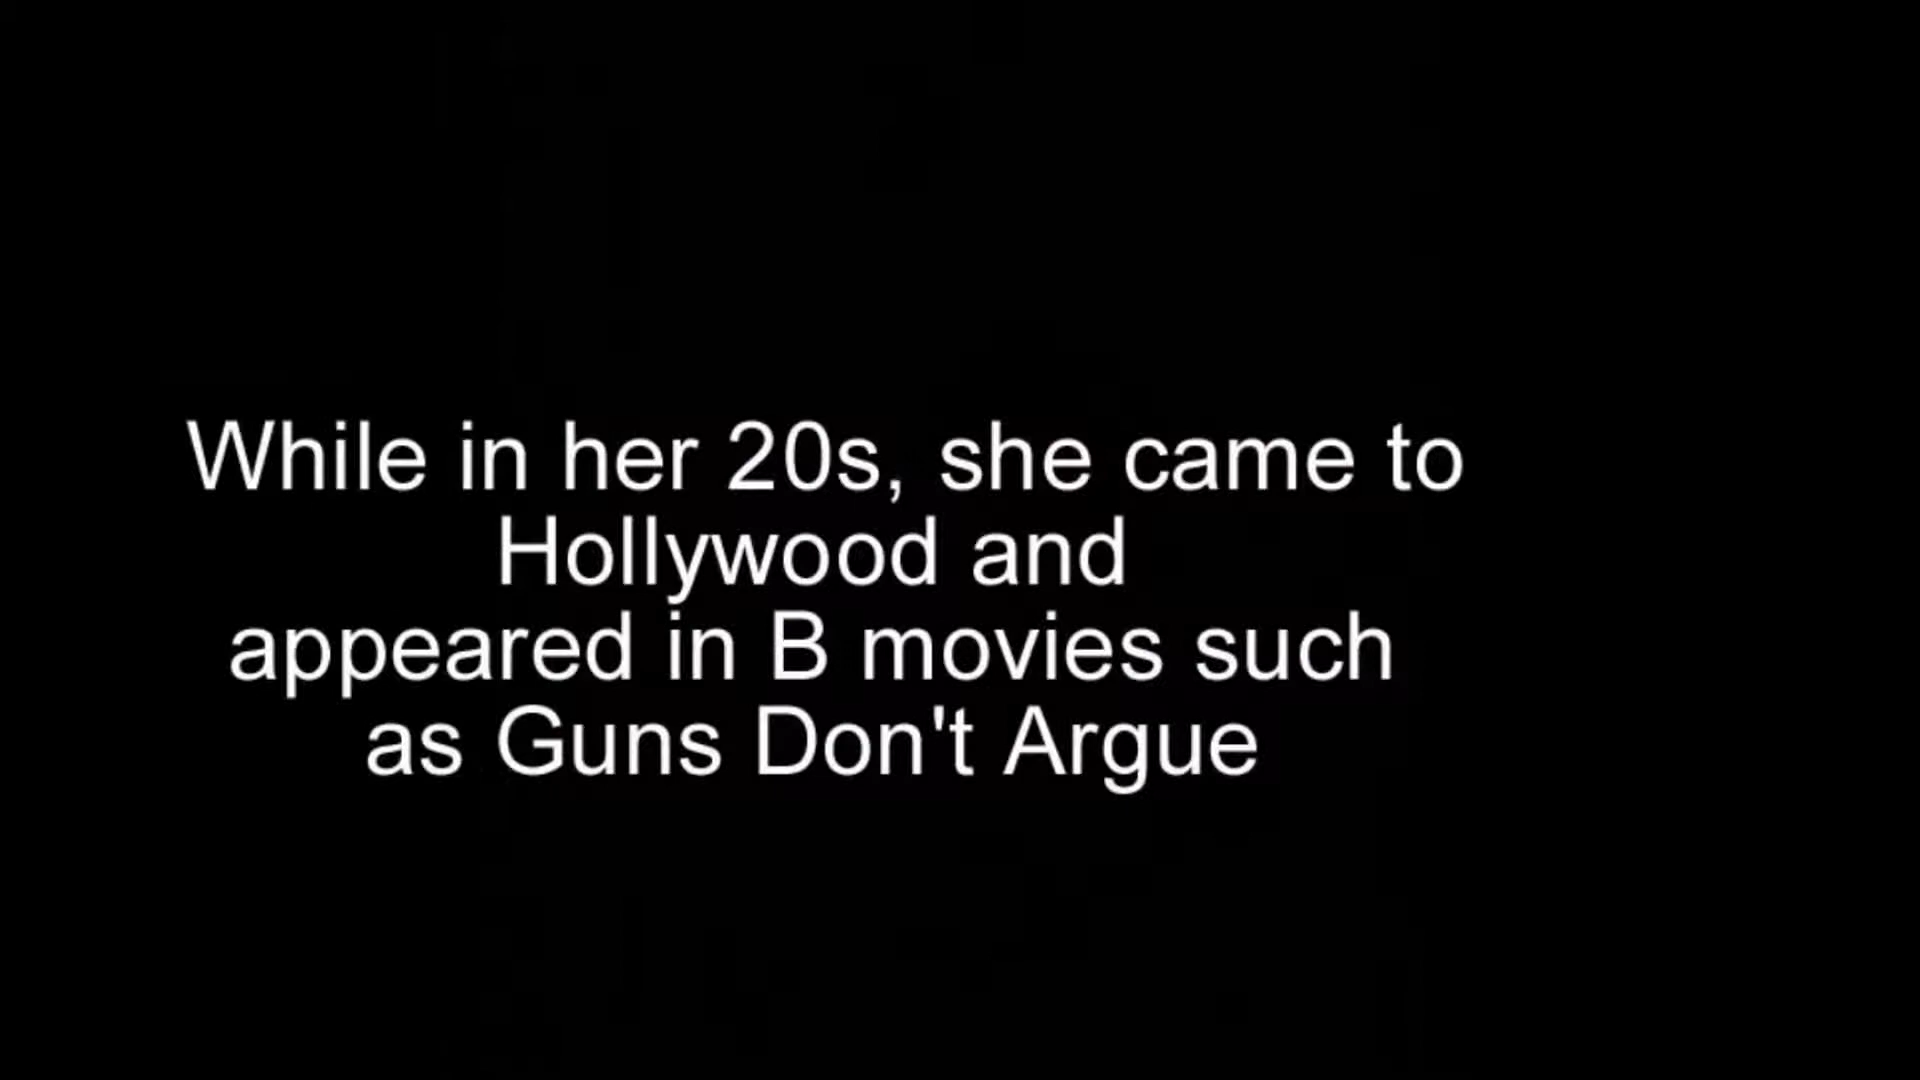 While in her 20s, she came to
Hollywood and
appeared in B movies such
as Guns Don't Argue